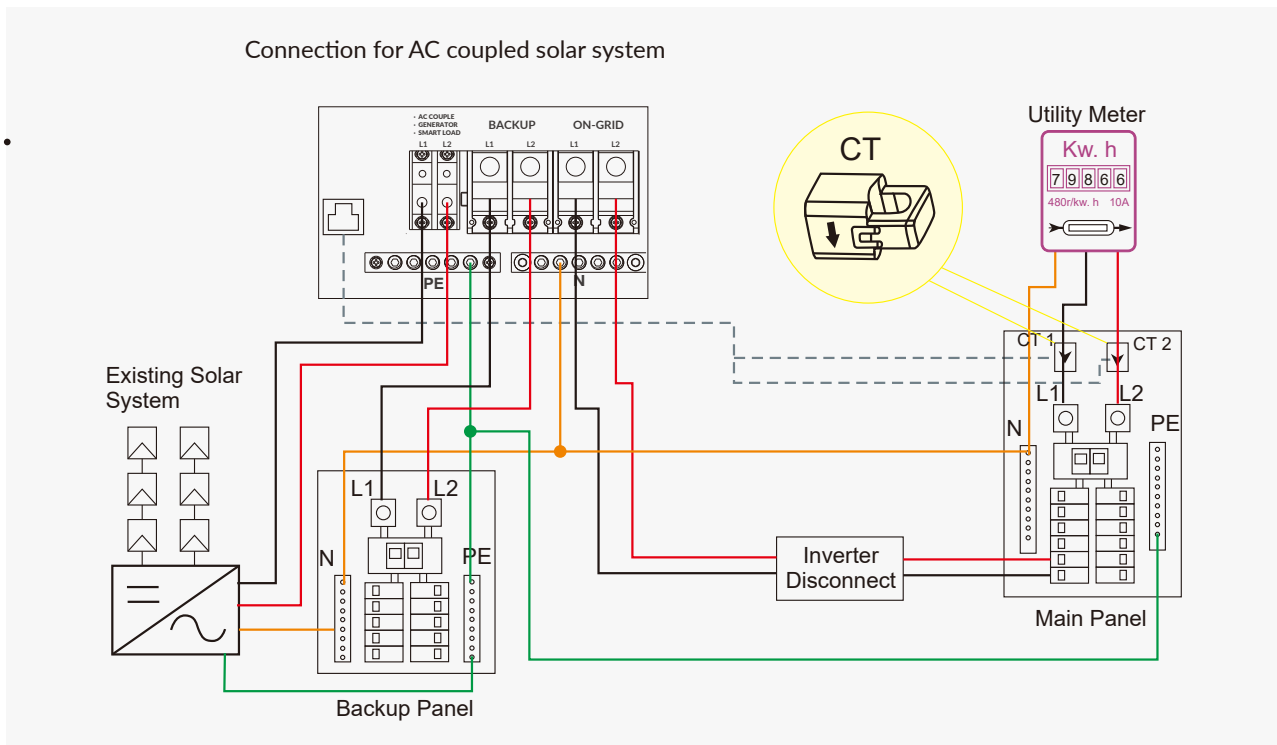 Connection for AC coupled solar system
• AC COUPLE
• GENERATOR
• SMART LOAD
BACKUP
ON-GRID
L1
L2
L1
L2
L1
L2
PE
N
CT
Utility Meter
Kw. h
79866
480r/kw. h 10A
CT 1
CT 2
L1
L2
N
PE
Existing Solar
System
L1
L2
N
PE
Inverter
Disconnect
Main Panel
Backup Panel